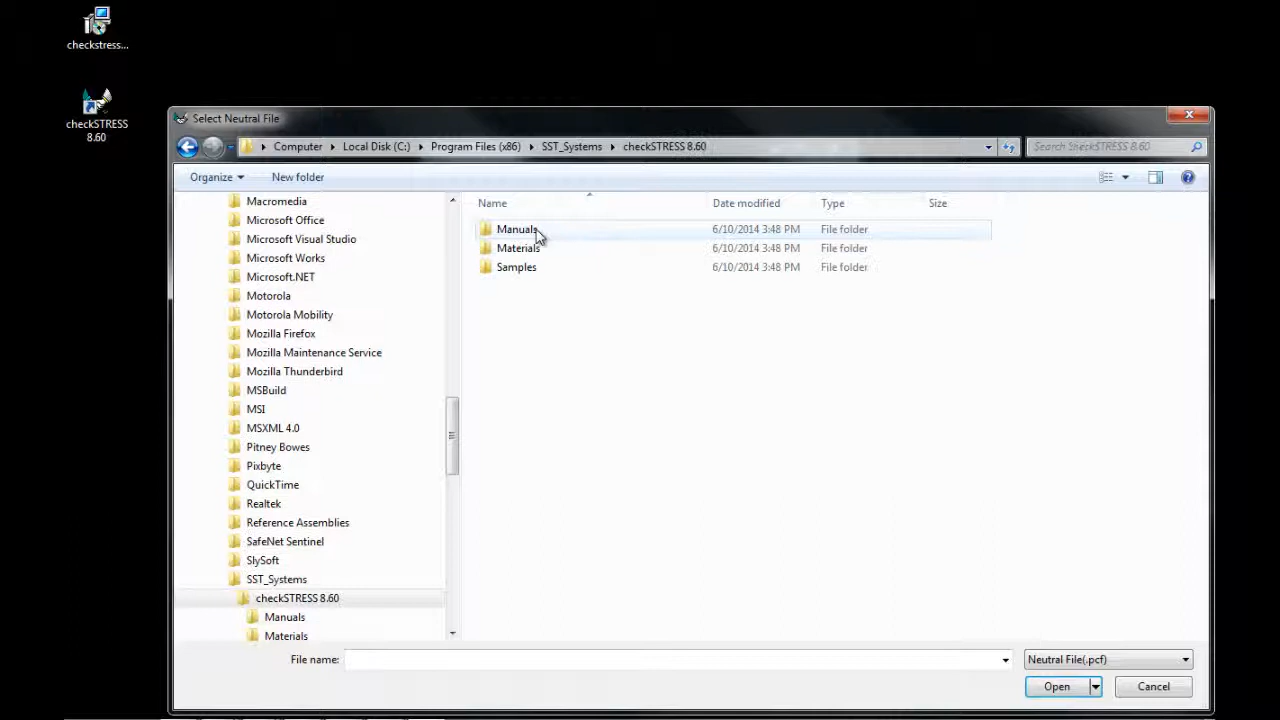 checkstress...
checkSTRESS
8.60
Select Neutral File
Computer Local Disk (C:) Program Files (x86) SST_Systems checkSTRESS 8.60
Search checkSTRESS 8.60
Organize New folder
Name Date modified Type Size
Manuals 6/10/2014 3:48 PM File folder
Materials 6/10/2014 3:48 PM File folder
Samples 6/10/2014 3:48 PM File folder
Macromedia
Microsoft Office
Microsoft Visual Studio
Microsoft Works
Microsoft.NET
Motorola
Motorola Mobility
Mozilla Firefox
Mozilla Maintenance Service
Mozilla Thunderbird
MSBuild
MSI
MSXML 4.0
Pitney Bowes
Pixbyte
QuickTime
Realtek
Reference Assemblies
SafeNet Sentinel
SlySoft
SST_Systems
checkSTRESS 8.60
Manuals
Materials
File name:
Neutral File(.pcf)
Open
Cancel